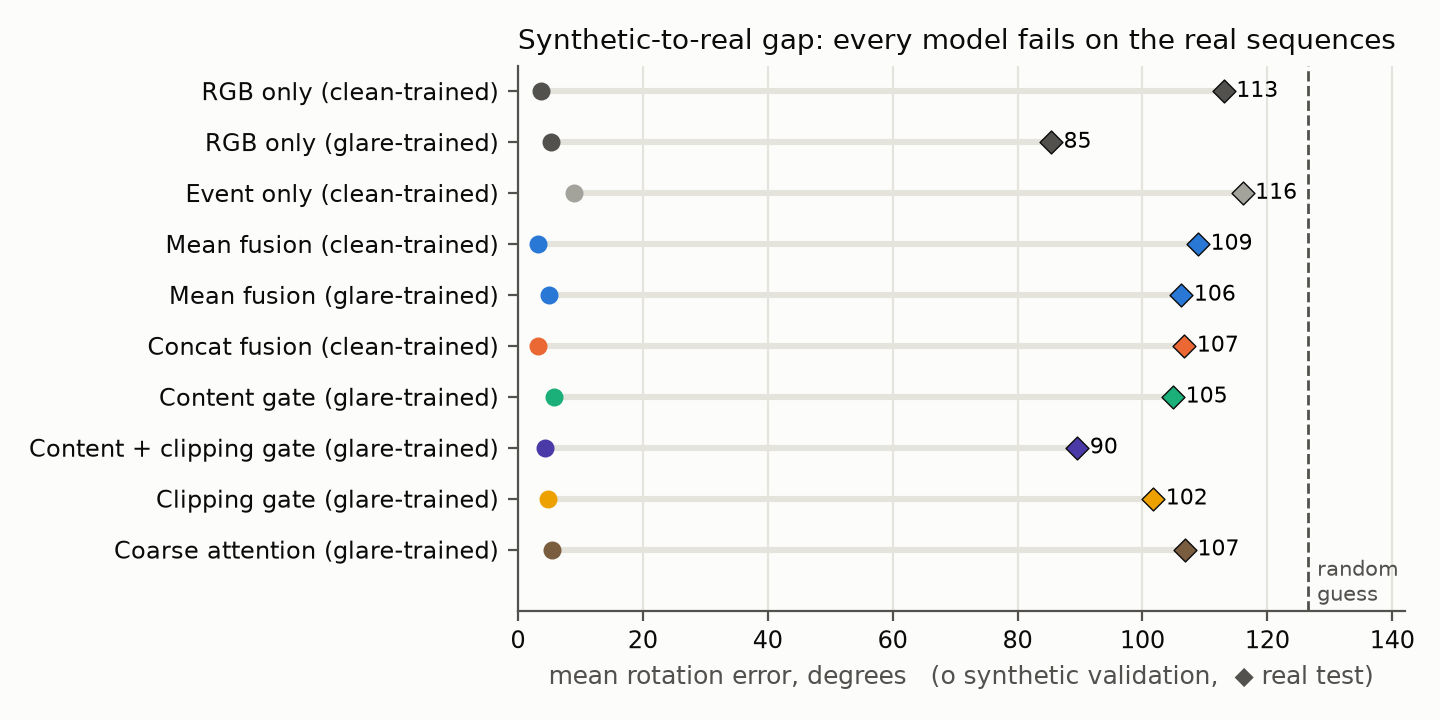 Synthetic-to-real gap: every model fails on the real sequences
RGB only (clean-trained)
113
RGB only (glare-trained)
85
Event only (clean-trained)
116
Mean fusion (clean-trained)
109
Mean fusion (glare-trained)
106
Concat fusion (clean-trained)
107
Content gate (glare-trained)
105
Content + clipping gate (glare-trained)
90
Clipping gate (glare-trained)
102
Coarse attention (glare-trained)
107
random
guess
0 20 40 60 80 100 120 140
mean rotation error, degrees (o synthetic validation, ◆ real test)